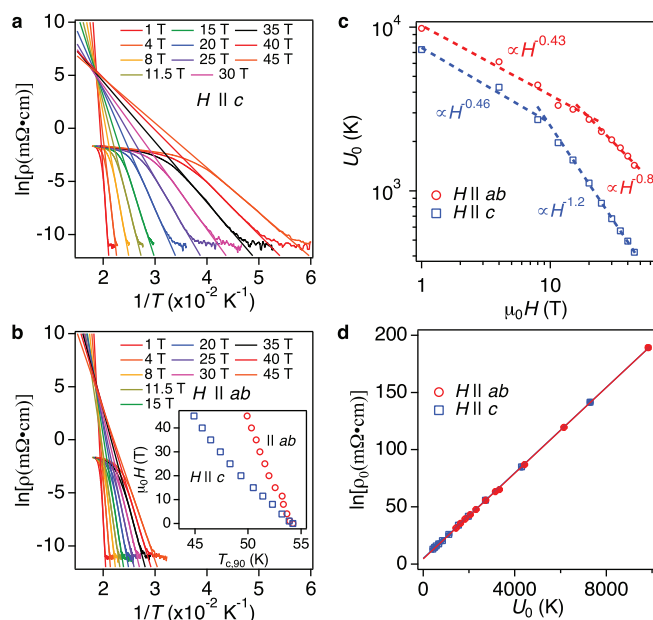 a
1 T 15 T 35 T
4 T 20 T 40 T
8 T 25 T 45 T
11.5 T 30 T
H || c
10
5
0
-5
-10
ln[ρ(mΩ•cm)]
2 3 4 5 6
1/T (x10⁻² K⁻¹)
b
1 T 20 T 35 T
4 T 25 T 40 T
8 T 30 T 45 T
11.5 T
15 T
H || ab
10
5
0
-5
-10
ln[ρ(mΩ•cm)]
40
30
20
10
0
μ₀H (T)
|| ab
H || c
45 50 55
Tc,90 (K)
2 3 4 5 6
1/T (x10⁻² K⁻¹)
c
10⁴
10³
U₀ (K)
∝H⁻⁰·⁴³
∝H⁻⁰·⁴⁶
∝H⁻⁰·⁸
∝H⁻¹·²
H || ab
H || c
1 10
μ₀H (T)
d
200
150
100
50
0
ln[ρ₀(mΩ•cm)]
H || ab
H || c
0 4000 8000
U₀ (K)